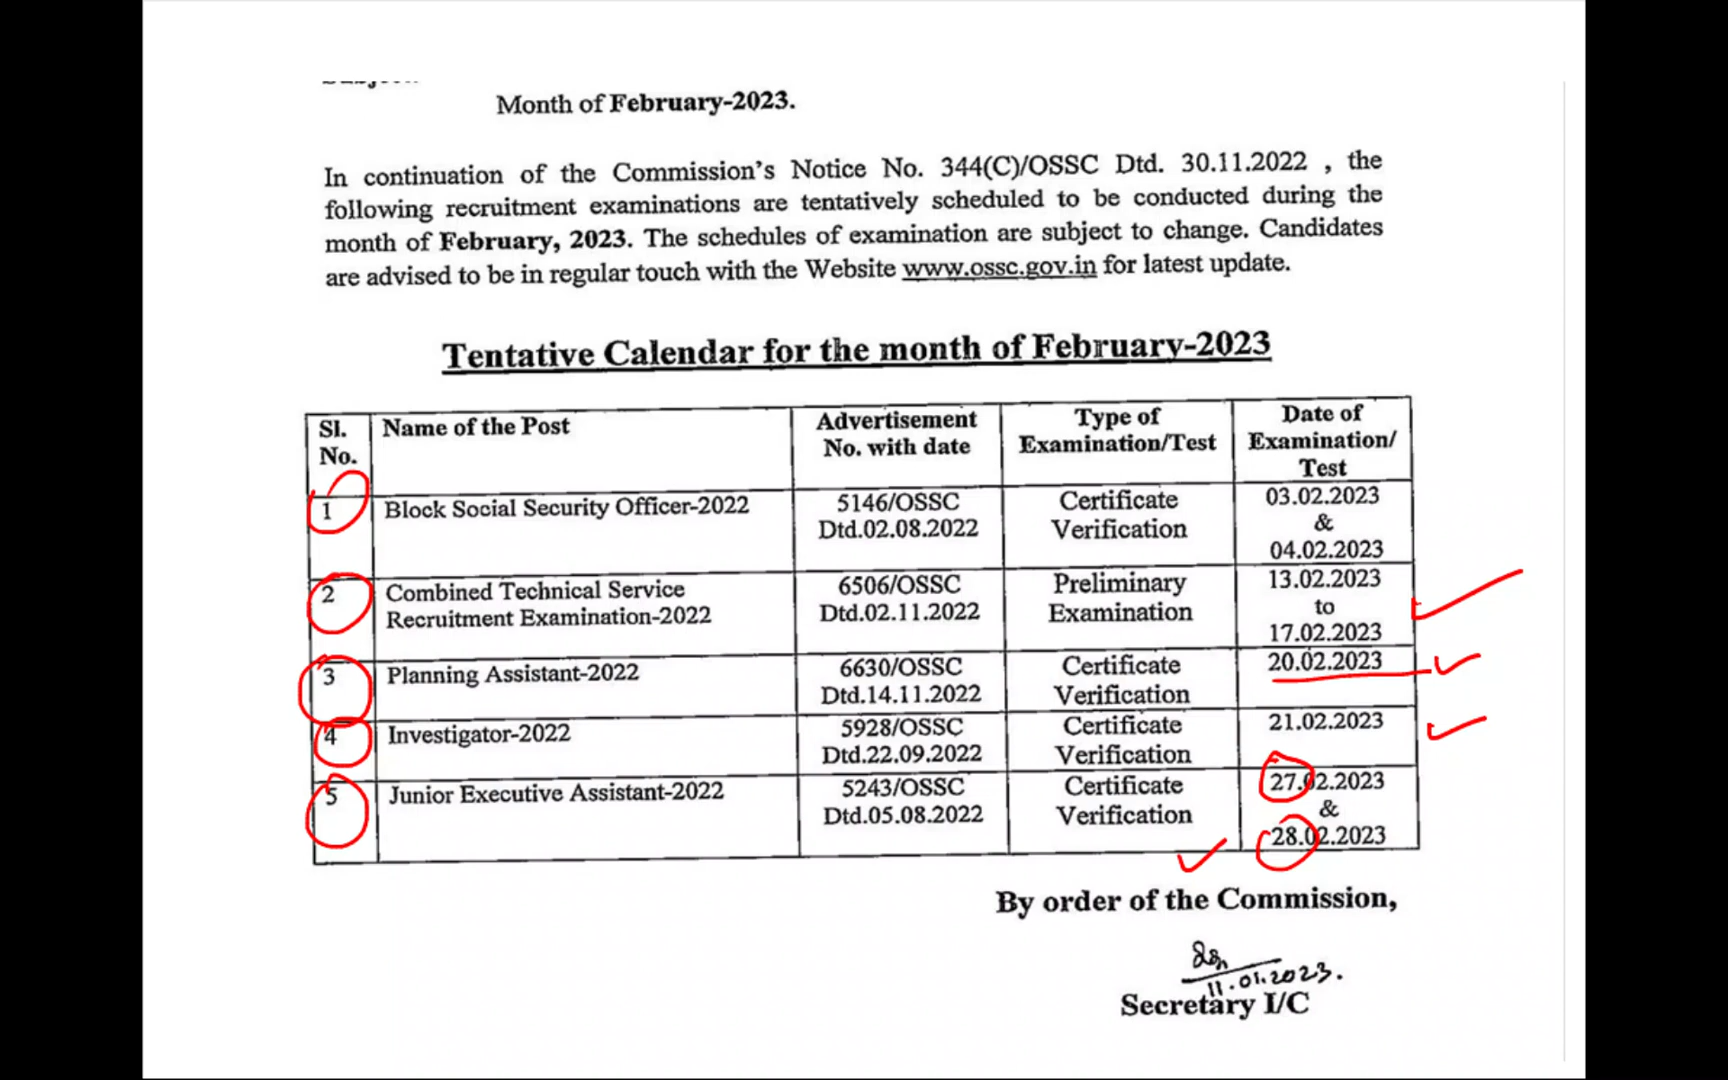 Month of February-2023.
In continuation of the Commission's Notice No. 344(C)/OSSC Dtd. 30.11.2022 , the
following recruitment examinations are tentatively scheduled to be conducted during the
month of February, 2023. The schedules of examination are subject to change. Candidates
are advised to be in regular touch with the Website www.ossc.gov.in for latest update.
Tentative Calendar for the month of February-2023
Sl. No. Name of the Post Advertisement No. with date Type of Examination/Test Date of Examination/ Test
1 Block Social Security Officer-2022 5146/OSSC Dtd.02.08.2022 Certificate Verification 03.02.2023 & 04.02.2023
2 Combined Technical Service Recruitment Examination-2022 6506/OSSC Dtd.02.11.2022 Preliminary Examination 13.02.2023 to 17.02.2023
3 Planning Assistant-2022 6630/OSSC Dtd.14.11.2022 Certificate Verification 20.02.2023
4 Investigator-2022 5928/OSSC Dtd.22.09.2022 Certificate Verification 21.02.2023
5 Junior Executive Assistant-2022 5243/OSSC Dtd.05.08.2022 Certificate Verification 27.02.2023 & 28.02.2023
By order of the Commission,
11.01.2023.
Secretary I/C